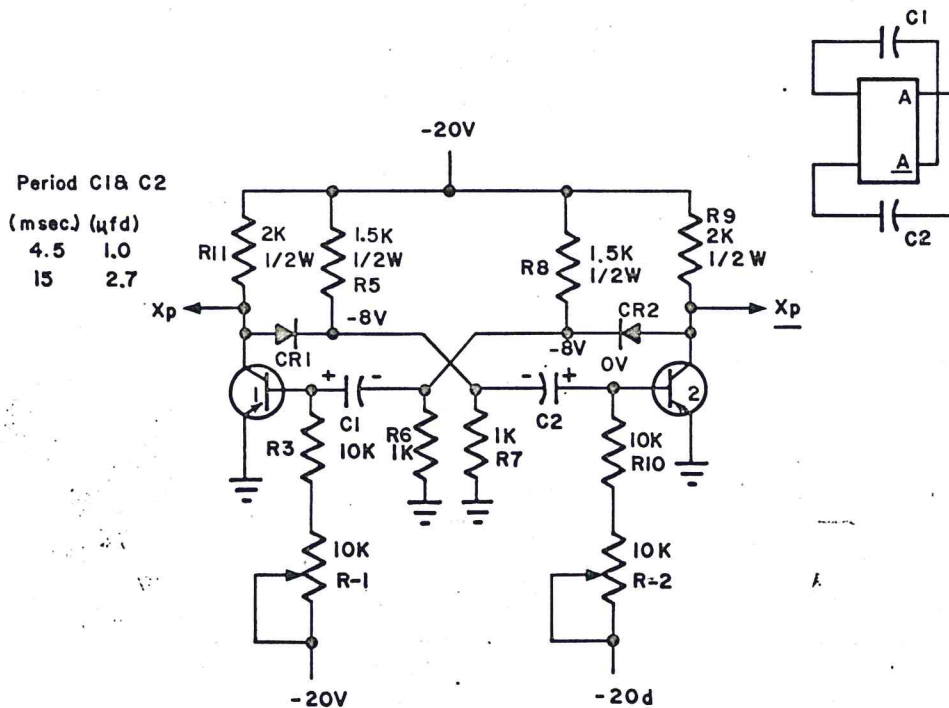 C1
A
A
C2
-20V
Period C1 & C2
(msec.) (μfd)
4.5 1.0
15 2.7
R11
2K
1/2W
1.5K
1/2W
R5
R8
1.5K
1/2W
R9
2K
1/2 W
Xp
-8V
CR1
-8V
CR2
0V
Xp
1
+
-
C1
-
+
C2
2
R3
10K
R6
1K
1K
R7
10K
R10
10K
R-1
10K
R-2
-20V
-20d